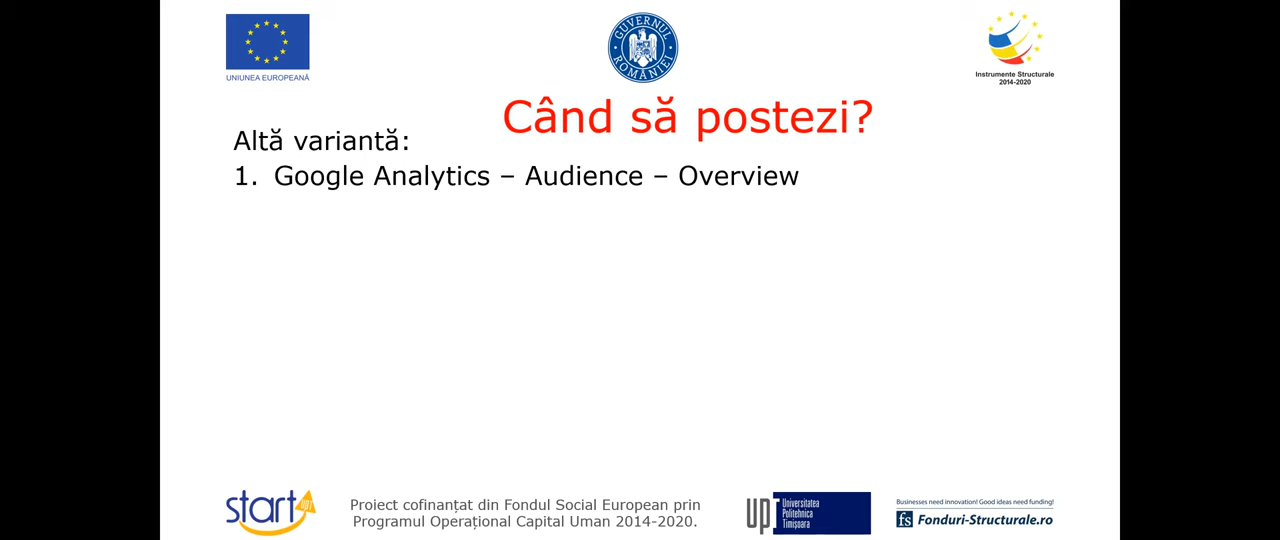 UNIUNEA EUROPEANĂ
GUVERNUL ROMÂNIEI
Instrumente Structurale
2014-2020
Când să postezi?
Altă variantă:
1. Google Analytics – Audience – Overview
start UPT
Proiect cofinanțat din Fondul Social European prin
Programul Operațional Capital Uman 2014-2020.
UPT
Universitatea
Politehnica
Timișoara
Businesses need innovation! Good ideas need funding!
fs Fonduri-Structurale.ro